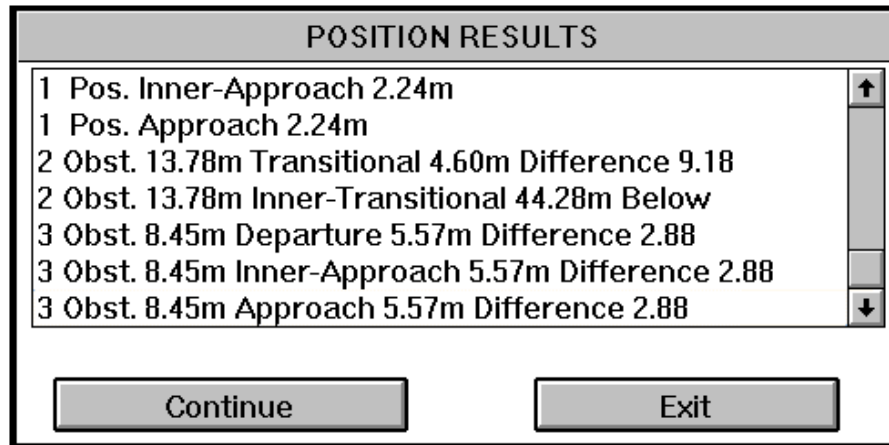 POSITION RESULTS
1 Pos. Inner-Approach 2.24m
1 Pos. Approach 2.24m
2 Obst. 13.78m Transitional 4.60m Difference 9.18
2 Obst. 13.78m Inner-Transitional 44.28m Below
3 Obst. 8.45m Departure 5.57m Difference 2.88
3 Obst. 8.45m Inner-Approach 5.57m Difference 2.88
3 Obst. 8.45m Approach 5.57m Difference 2.88
Continue Exit